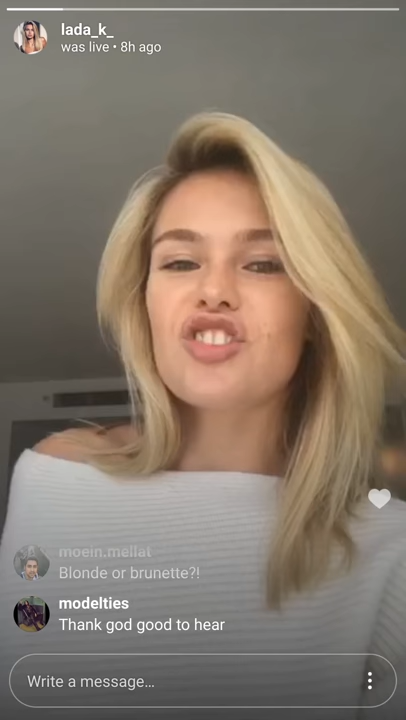 lada_k_
was live • 8h ago
moein.mellat
Blonde or brunette?!
modelties
Thank god good to hear
Write a message...